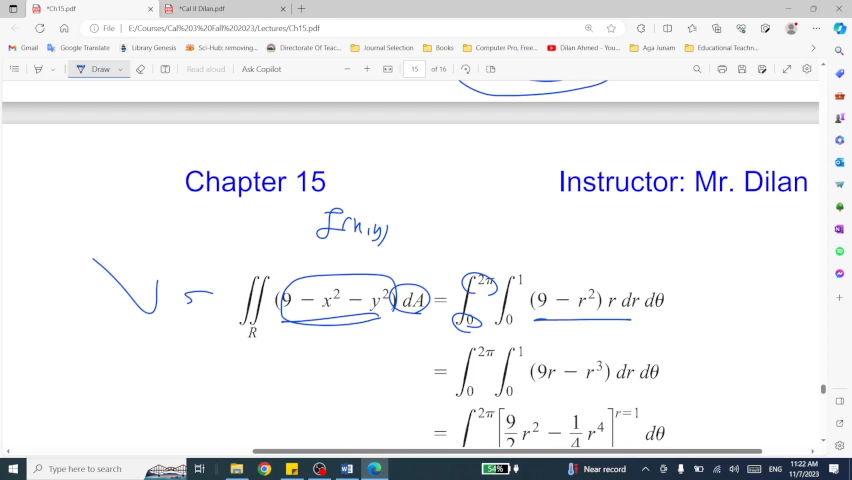 *Ch15.pdf
*Cal II Dilan.pdf
File | E:/Courses/Cal%203%20Fall%202023/Lectures/Ch15.pdf
Gmail Google Translate Library Genesis Sci-Hub: removing... Directorate Of Teac... Journal Selection Books Computer Pro, Free... Dilan Ahmed - Goo... Aga Junam Educational Teachn...
Draw Read aloud Ask Copilot 15 of 16
Chapter 15 Instructor: Mr. Dilan
f(x,y)
V = ∬_R (9 − x² − y²) dA = ∫_0^{2π} ∫_0^1 (9 − r²) r dr dθ
= ∫_0^{2π} ∫_0^1 (9r − r³) dr dθ
= ∫^{2π} [9/2 r² − 1/4 r⁴]^{r=1} dθ
Type here to search
54%
Near record
ENG
11:22 AM
11/7/2023